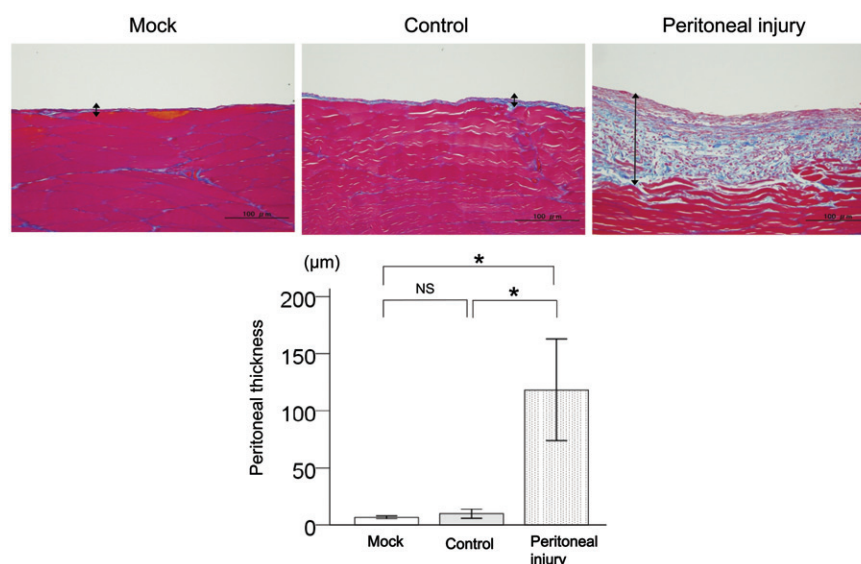 Mock Control Peritoneal injury
100 μm 100 μm 100 μm
(μm)
*
NS *
200
150
100
50
0
Peritoneal thickness
Mock Control Peritoneal
injury